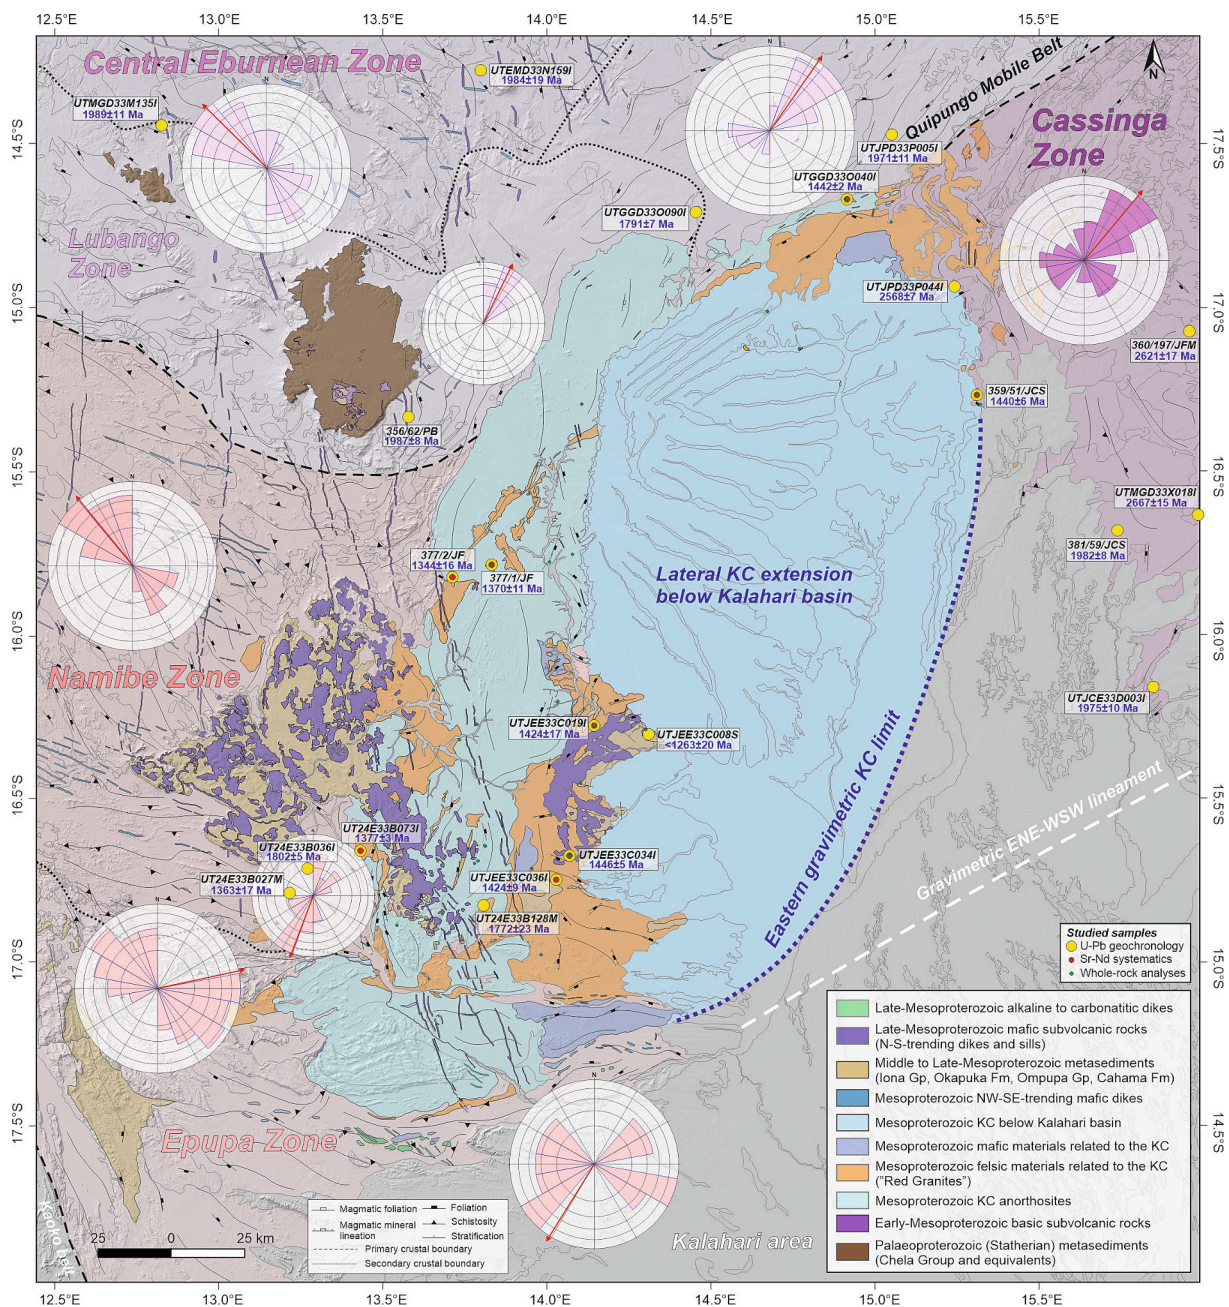 12.5°E 13.0°E 13.5°E 14.0°E 14.5°E 15.0°E 15.5°E
Central Eburnean Zone
UTEMD33N159I
1984±19 Ma
UTMGD33M135I
1989±11 Ma
Quipungo Mobile Belt
N
Cassinga
Zone
14.5°S
17.5°S
UTJPD33P005I
1971±11 Ma
UTGGD33O040I
1442±2 Ma
UTGGD33O090I
1791±7 Ma
Lubango
Zone
UTJPD33P044I
2568±7 Ma
15.0°S
17.0°S
360/197/JFM
2621±17 Ma
359/51/JCS
1440±6 Ma
356/62/PB
1987±8 Ma
15.5°S
16.5°S
UTMGD33X018I
2667±15 Ma
381/59/JCS
1982±8 Ma
377/2/JF
1344±16 Ma
377/1/JF
1370±11 Ma
Lateral KC extension
below Kalahari basin
16.0°S
16.0°S
Namibe Zone
UTJCE33D003I
1975±10 Ma
UTJEE33C019I
1424±17 Ma
UTJEE33C008S
<1263±20 Ma
Eastern gravimetric KC limit
Gravimetric ENE-WSW lineament
16.5°S
15.5°S
UT24E33B073I
1377±3 Ma
UT24E33B036I
1802±5 Ma
UT24E33B027M
1363±17 Ma
UTJEE33C034I
1446±5 Ma
UTJEE33C036I
1424±9 Ma
UT24E33B128M
1772±23 Ma
17.0°S
15.0°S
Studied samples
U-Pb geochronology
Sr-Nd systematics
Whole-rock analyses
Late-Mesoproterozoic alkaline to carbonatitic dikes
Late-Mesoproterozoic mafic subvolcanic rocks
(N-S-trending dikes and sills)
Middle to Late-Mesoproterozoic metasediments
(Iona Gp, Okapuka Fm, Ompupa Gp, Cahama Fm)
Mesoproterozoic NW-SE-trending mafic dikes
Mesoproterozoic KC below Kalahari basin
Mesoproterozoic mafic materials related to the KC
Mesoproterozoic felsic materials related to the KC
("Red Granites")
Mesoproterozoic KC anorthosites
Early-Mesoproterozoic basic subvolcanic rocks
Palaeoproterozoic (Statherian) metasediments
(Chela Group and equivalents)
17.5°S
14.5°S
Epupa Zone
Kaoko belt
25 0 25 km
Magmatic foliation
Magmatic mineral
lineation
Foliation
Schistosity
Stratification
Primary crustal boundary
Secondary crustal boundary
Kalahari area
12.5°E 13.0°E 13.5°E 14.0°E 14.5°E 15.0°E 15.5°E